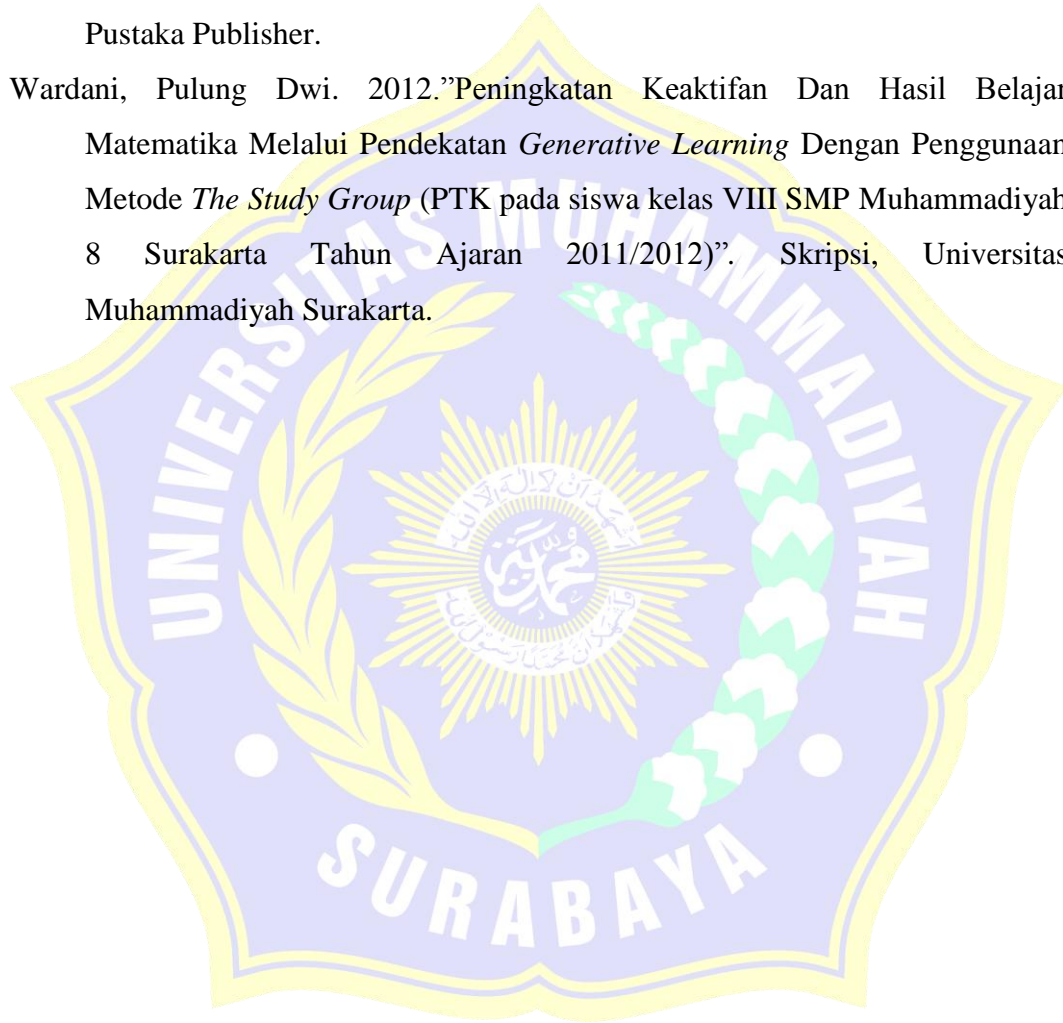 Pustaka Publisher.
Wardani, Pulung Dwi. 2012.”Peningkatan Keaktifan Dan Hasil Belajar
Matematika Melalui Pendekatan Generative Learning Dengan Penggunaan
Metode The Study Group (PTK pada siswa kelas VIII SMP Muhammadiyah
8 Surakarta Tahun Ajaran 2011/2012)”. Skripsi, Universitas
Muhammadiyah Surakarta.
UNIVERSITAS MUHAMMADIYAH
محمد
SURABAYA